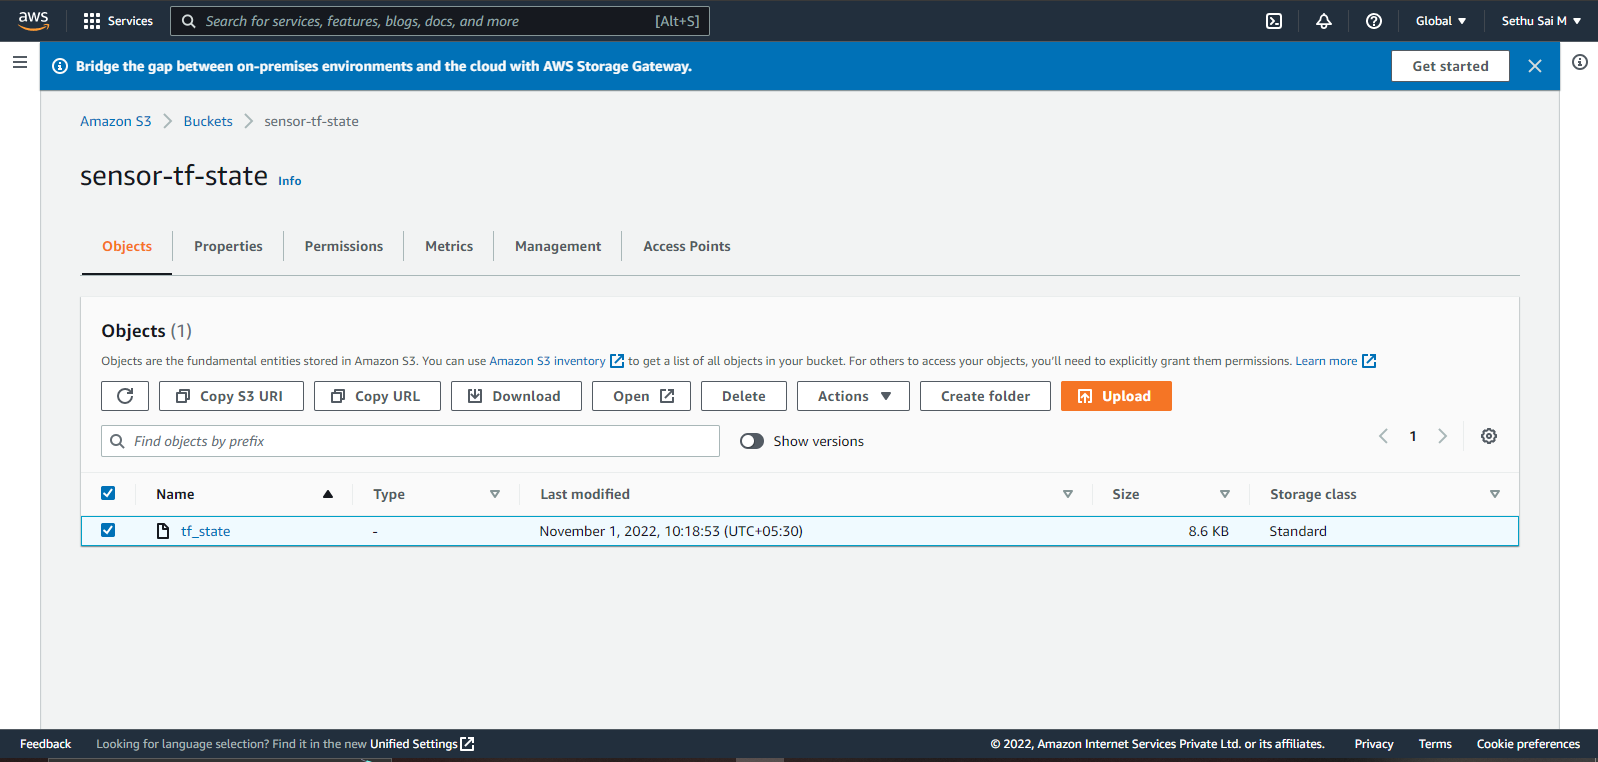 aws Services Search for services, features, blogs, docs, and more [Alt+S] Global Sethu Sai M
Bridge the gap between on-premises environments and the cloud with AWS Storage Gateway. Get started
Amazon S3 Buckets sensor-tf-state
sensor-tf-state Info
Objects Properties Permissions Metrics Management Access Points
Objects (1)
Objects are the fundamental entities stored in Amazon S3. You can use Amazon S3 inventory to get a list of all objects in your bucket. For others to access your objects, you'll need to explicitly grant them permissions. Learn more
Copy S3 URI Copy URL Download Open Delete Actions Create folder Upload
Find objects by prefix Show versions 1
Name Type Last modified Size Storage class
tf_state - November 1, 2022, 10:18:53 (UTC+05:30) 8.6 KB Standard
Feedback Looking for language selection? Find it in the new Unified Settings © 2022, Amazon Internet Services Private Ltd. or its affiliates. Privacy Terms Cookie preferences